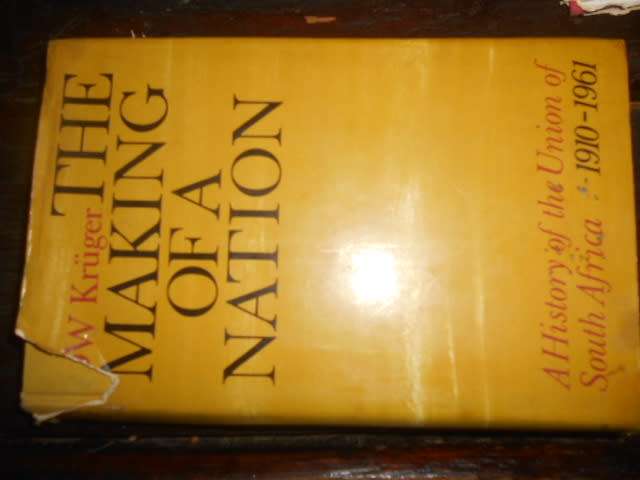 W Krüger
THE
MAKING
OF A
NATION
A History of the Union of
South Africa 1910-1961